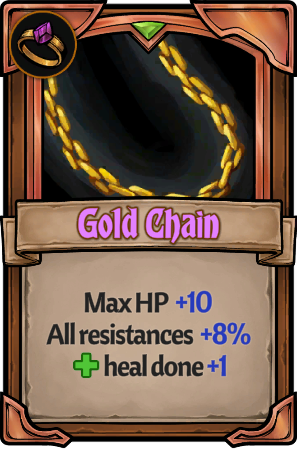 Gold Chain
Max HP +10
All resistances +8%
heal done +1